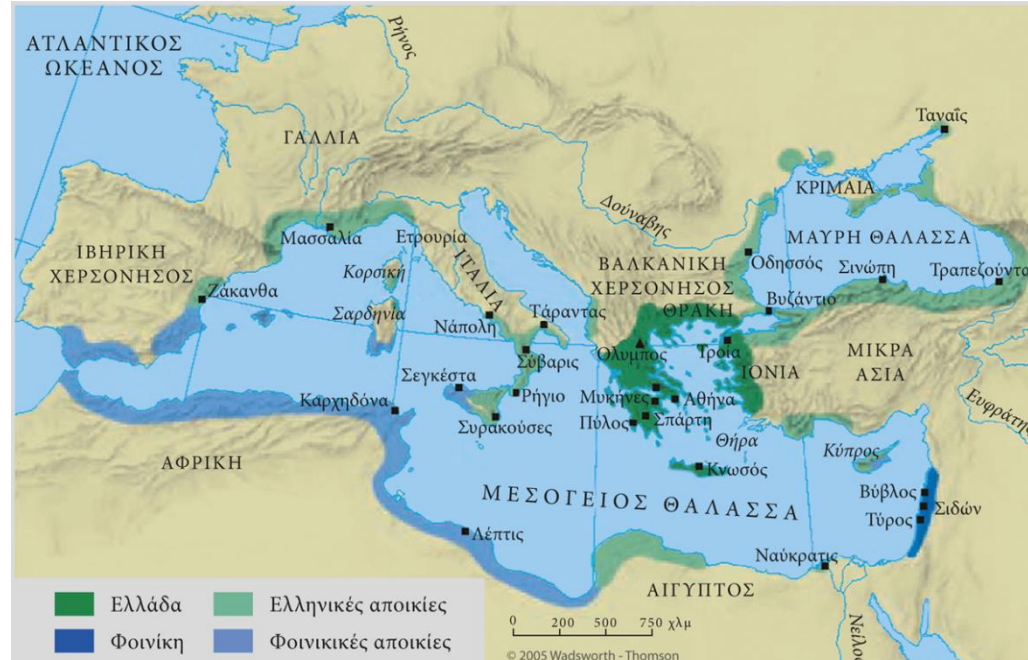 ΑΤΛΑΝΤΙΚΟΣ
ΩΚΕΑΝΟΣ
Ρήνος
ΓΑΛΛΙΑ
Ταναΐς
ΚΡΙΜΑΙΑ
Δούναβης
Μασσαλία
Ετρουρία
ΙΒΗΡΙΚΗ
ΧΕΡΣΟΝΗΣΟΣ
Ζάκανθα
Κορσική
ΙΤΑΛΙΑ
Σαρδηνία
Νάπολη
Τάραντας
ΒΑΛΚΑΝΙΚΗ
ΧΕΡΣΟΝΗΣΟΣ
ΘΡΑΚΗ
ΜΑΥΡΗ ΘΑΛΑΣΣΑ
Οδησσός
Σινώπη
Τραπεζούντα
Βυζάντιο
Σύβαρις
Όλυμπος
Τροία
ΙΩΝΙΑ
ΜΙΚΡΑ
ΑΣΙΑ
Σεγκέστα
Ρήγιο
Μυκήνες
Αθήνα
Ευφράτης
Καρχηδόνα
Συρακούσες
Πύλος
Σπάρτη
Θήρα
Κύπρος
ΑΦΡΙΚΗ
Κνωσός
ΜΕΣΟΓΕΙΟΣ ΘΑΛΑΣΣΑ
Βύβλος
Σιδών
Τύρος
Λέπτις
Ναύκρατις
ΑΙΓΥΠΤΟΣ
Νείλος
Ελλάδα
Ελληνικές αποικίες
Φοινίκη
Φοινικικές αποικίες
0 200 500 750 χλμ
© 2005 Wadsworth - Thomson